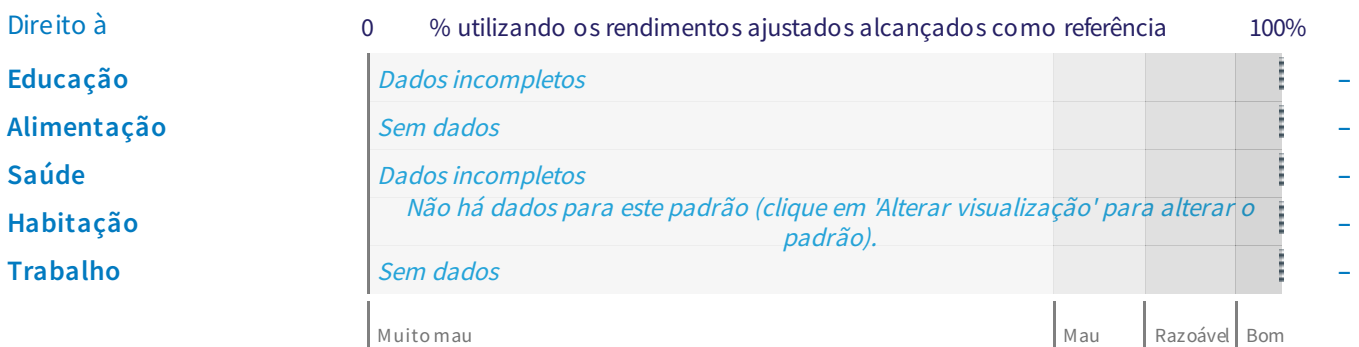 Direito à 0 % utilizando os rendimentos ajustados alcançados como referência 100%
Educação Dados incompletos –
Alimentação Sem dados –
Saúde Dados incompletos –
Habitação Não há dados para este padrão (clique em 'Alterar visualização' para alterar o padrão). –
Trabalho Sem dados –
Muito mau Mau Razoável Bom